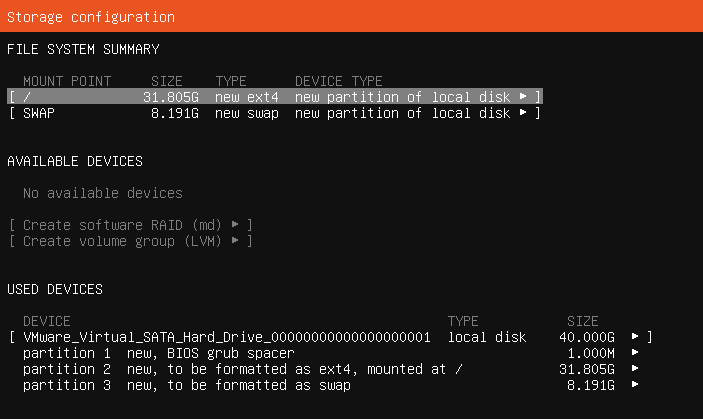 Storage configuration
FILE SYSTEM SUMMARY
MOUNT POINT SIZE TYPE DEVICE TYPE
[ / 31.805G new ext4 new partition of local disk ▸ ]
[ SWAP 8.191G new swap new partition of local disk ▸ ]
AVAILABLE DEVICES
No available devices
[ Create software RAID (md) ▸ ]
[ Create volume group (LVM) ▸ ]
USED DEVICES
DEVICE TYPE SIZE
[ VMware_Virtual_SATA_Hard_Drive_00000000000000000001 local disk 40.000G ▸ ]
partition 1 new, BIOS grub spacer 1.000M ▸
partition 2 new, to be formatted as ext4, mounted at / 31.805G ▸
partition 3 new, to be formatted as swap 8.191G ▸